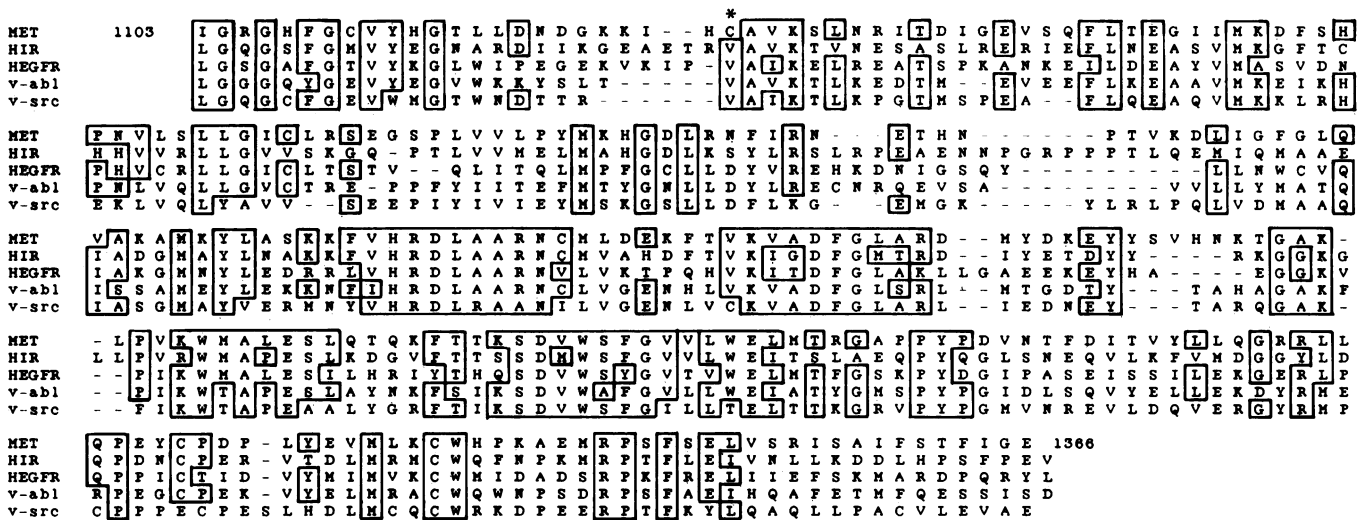 *
MET 1103 I G R G H F G C V Y H G T L L D N D G K K I - - H C A V K S L N R I T D I G E V S Q F L T E G I I M K D F S H
HIR L G Q G S F G M V Y E G N A R D I I K G E A E T R V A V K T V N E S A S L R E R I E F L N E A S V M K G F T C
HEGFR L G S G A F G T V Y K G L W I P E G E K V K I P - V A I K E L R E A T S P K A N K E I L D E A Y V M A S V D N
v-abl L G G G Q Y G E V Y E G V W K K Y S L T - - - - - V A V K T L K E D T M - - E V E E F L K E A A V M K E I K H
v-src L G Q G C F G E V W M G T W N D T T R - - - - - - V A I K T L K P G T M S P E A - - F L Q E A Q V M K K L R H
MET P N V L S L L G I C L R S E G S P L V V L P Y M K H G D L R N F I R N - - - E T H N - - - - - P T V K D L I G F G L Q
HIR H H V V R L L G V V S K G Q - P T L V V M E L M A H G D L K S Y L R S L R P E A E N N P G R P P P T L Q E M I Q M A A E
HEGFR P H V C R L L G I C L T S T V - - Q L I T Q L M P F G C L L D Y V R E H K D N I G S Q Y - - - - - - - L L N W C V Q
v-abl P N L V Q L L G V C T R E - P P F Y I I T E F M T Y G N L L D Y L R E C N R Q E V S A - - - - - - V V L L Y M A T Q
v-src E K L V Q L Y A V V - - S E E P I Y I V I E Y M S K G S L L D F L K G - - E M G K - - - - Y L R L P Q L V D M A A Q
MET V A K A M K Y L A S K K F V H R D L A A R N C M L D E K F T V K V A D F G L A R D - - M Y D K E Y Y S V H N K T G A K -
HIR I A D G M A Y L N A K K F V H R D L A A R N C M V A H D F T V K I G D F G M T R D - - I Y E T D Y Y - - - R K G G K G
HEGFR I A K G M N Y L E D R R L V H R D L A A R N V L V K T P Q H V K I T D F G L A K L L G A E E K E Y H A - - - E G G K V
v-abl I S S A M E Y L E K K N F I H R D L A A R N C L V G E N H L V K V A D F G L S R L - - M T G D T Y - - - T A H A G A K F
v-src I A S G M A Y V E R M N Y V H R D L R A A N I L V G E N L V C K V A D F G L A R L - - I E D N E Y - - - T A R Q G A K -
MET - L P V K W M A L E S L Q T Q K F T T K S D V W S F G V V L W E L M T R G A P P Y P D V N T F D I T V Y L L Q G R R L L
HIR L L P V R W M A P E S L K D G V F T T S S D M W S F G V V L W E I T S L A E Q P Y Q G L S N E Q V L K F V M D G G Y L D
HEGFR - - P I K W M A L E S I L H R I Y T H Q S D V W S Y G V T V W E L M T F G S K P Y D G I P A S E I S S I L E K G E R L P
v-abl - - P I K W T A P E S L A Y N K F S I K S D V W A F G V L L W E I A T Y G M S P Y P G I D L S Q V Y E L L E K D Y R M E
v-src - - F I K W T A P E A A L Y G R F T I K S D V W S F G I L L T E L T T K G R V P Y P G M V N R E V L D Q V E R G Y R M P
MET Q P E Y C P D P - L Y E V M L K C W H P K A E M R P S F S E L V S R I S A I F S T F I G E 1366
HIR Q P D N C P E R - V T D L M R M C W Q F N P K M R P T F L E I V N L L K D D L H P S F P E V
HEGFR Q P P I C T I D - V Y M I M V K C W M I D A D S R P K F R E L I I E F S K M A R D P Q R Y L
v-abl R P E G C P E K - V Y E L M R A C W Q W N P S D R P S F A E I H Q A F E T M F Q E S S I S D
v-src C P P P E C P E S L H D L M C Q C W R K D P E E R P T F K Y L Q A Q L L P A C V L E V A E